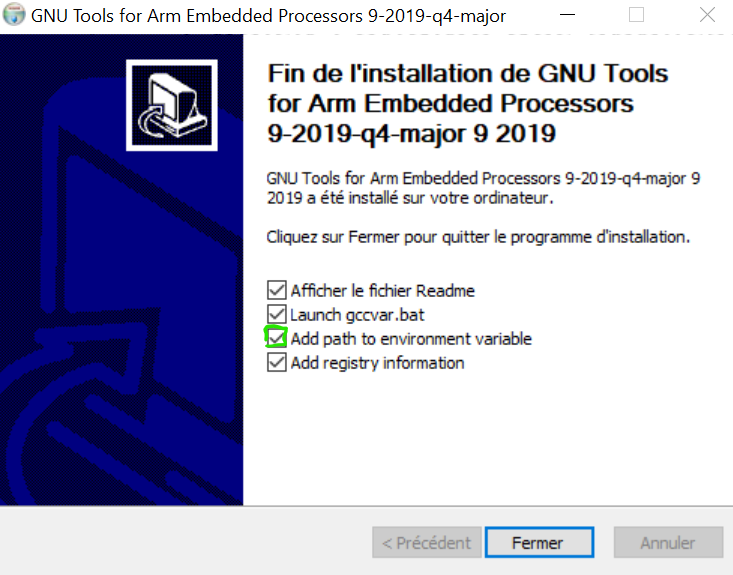 GNU Tools for Arm Embedded Processors 9-2019-q4-major
Fin de l'installation de GNU Tools
for Arm Embedded Processors
9-2019-q4-major 9 2019
GNU Tools for Arm Embedded Processors 9-2019-q4-major 9
2019 a été installé sur votre ordinateur.
Cliquez sur Fermer pour quitter le programme d'installation.
Afficher le fichier Readme
Launch gccvar.bat
Add path to environment variable
Add registry information
< Précédent Fermer Annuler